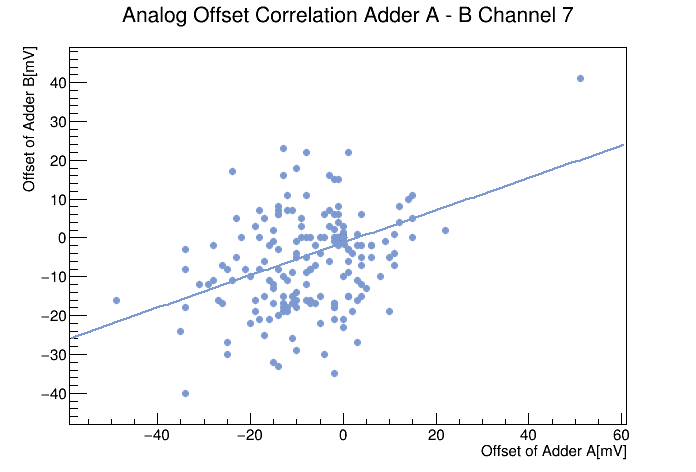 Analog Offset Correlation Adder A - B Channel 7
Offset of Adder B[mV]
40
30
20
10
0
−10
−20
−30
−40
−40 −20 0 20 40 60
Offset of Adder A[mV]